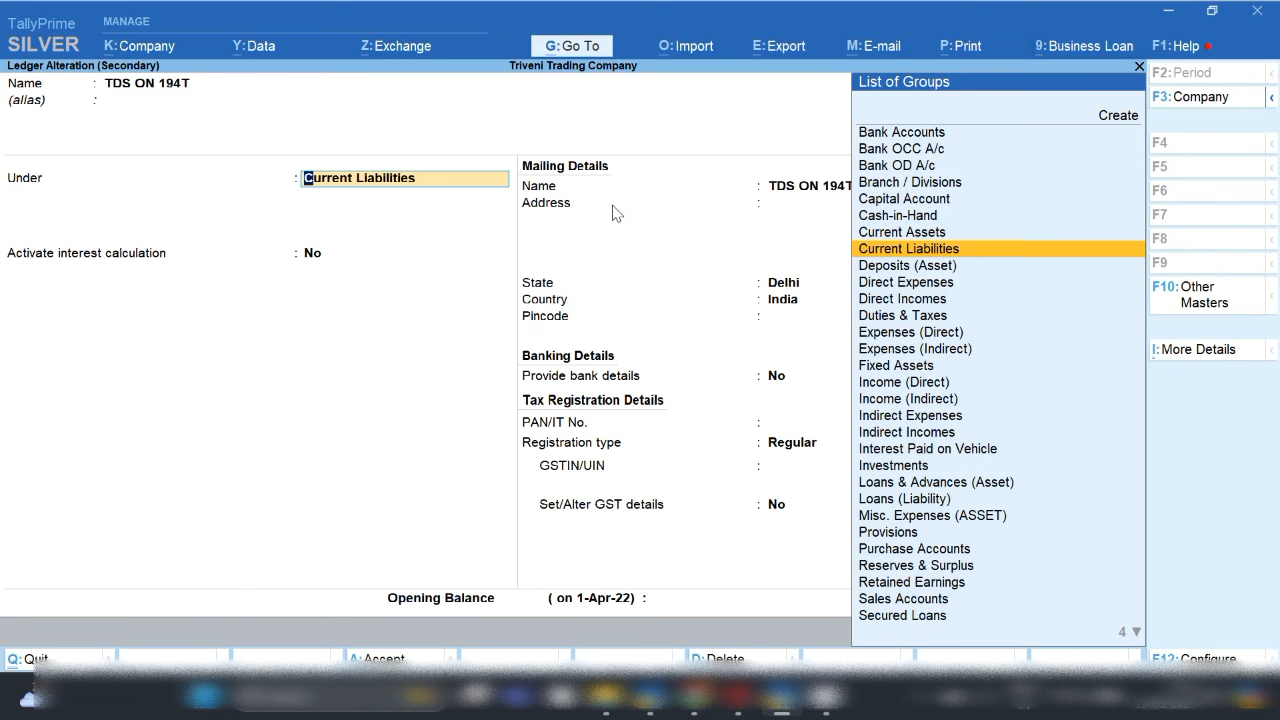 TallyPrime
MANAGE
SILVER
K:Company
Y:Data
Z:Exchange
G:Go To
O:Import
E:Export
M:E-mail
P:Print
9:Business Loan
F1:Help
Ledger Alteration (Secondary)
Triveni Trading Company
Name : TDS ON 194T
(alias) :
Under : Current Liabilities
Activate interest calculation : No
Mailing Details
Name : TDS ON 194T
Address :
State : Delhi
Country : India
Pincode :
Banking Details
Provide bank details : No
Tax Registration Details
PAN/IT No. :
Registration type : Regular
GSTIN/UIN :
Set/Alter GST details : No
Opening Balance ( on 1-Apr-22) :
List of Groups
Create
Bank Accounts
Bank OCC A/c
Bank OD A/c
Branch / Divisions
Capital Account
Cash-in-Hand
Current Assets
Current Liabilities
Deposits (Asset)
Direct Expenses
Direct Incomes
Duties & Taxes
Expenses (Direct)
Expenses (Indirect)
Fixed Assets
Income (Direct)
Income (Indirect)
Indirect Expenses
Indirect Incomes
Interest Paid on Vehicle
Investments
Loans & Advances (Asset)
Loans (Liability)
Misc. Expenses (ASSET)
Provisions
Purchase Accounts
Reserves & Surplus
Retained Earnings
Sales Accounts
Secured Loans
4 ▼
F2:Period
F3:Company
F4
F5
F6
F7
F8
F9
F10:Other
Masters
I:More Details
Q:Quit
A:Accept
D:Delete
F12:Configure